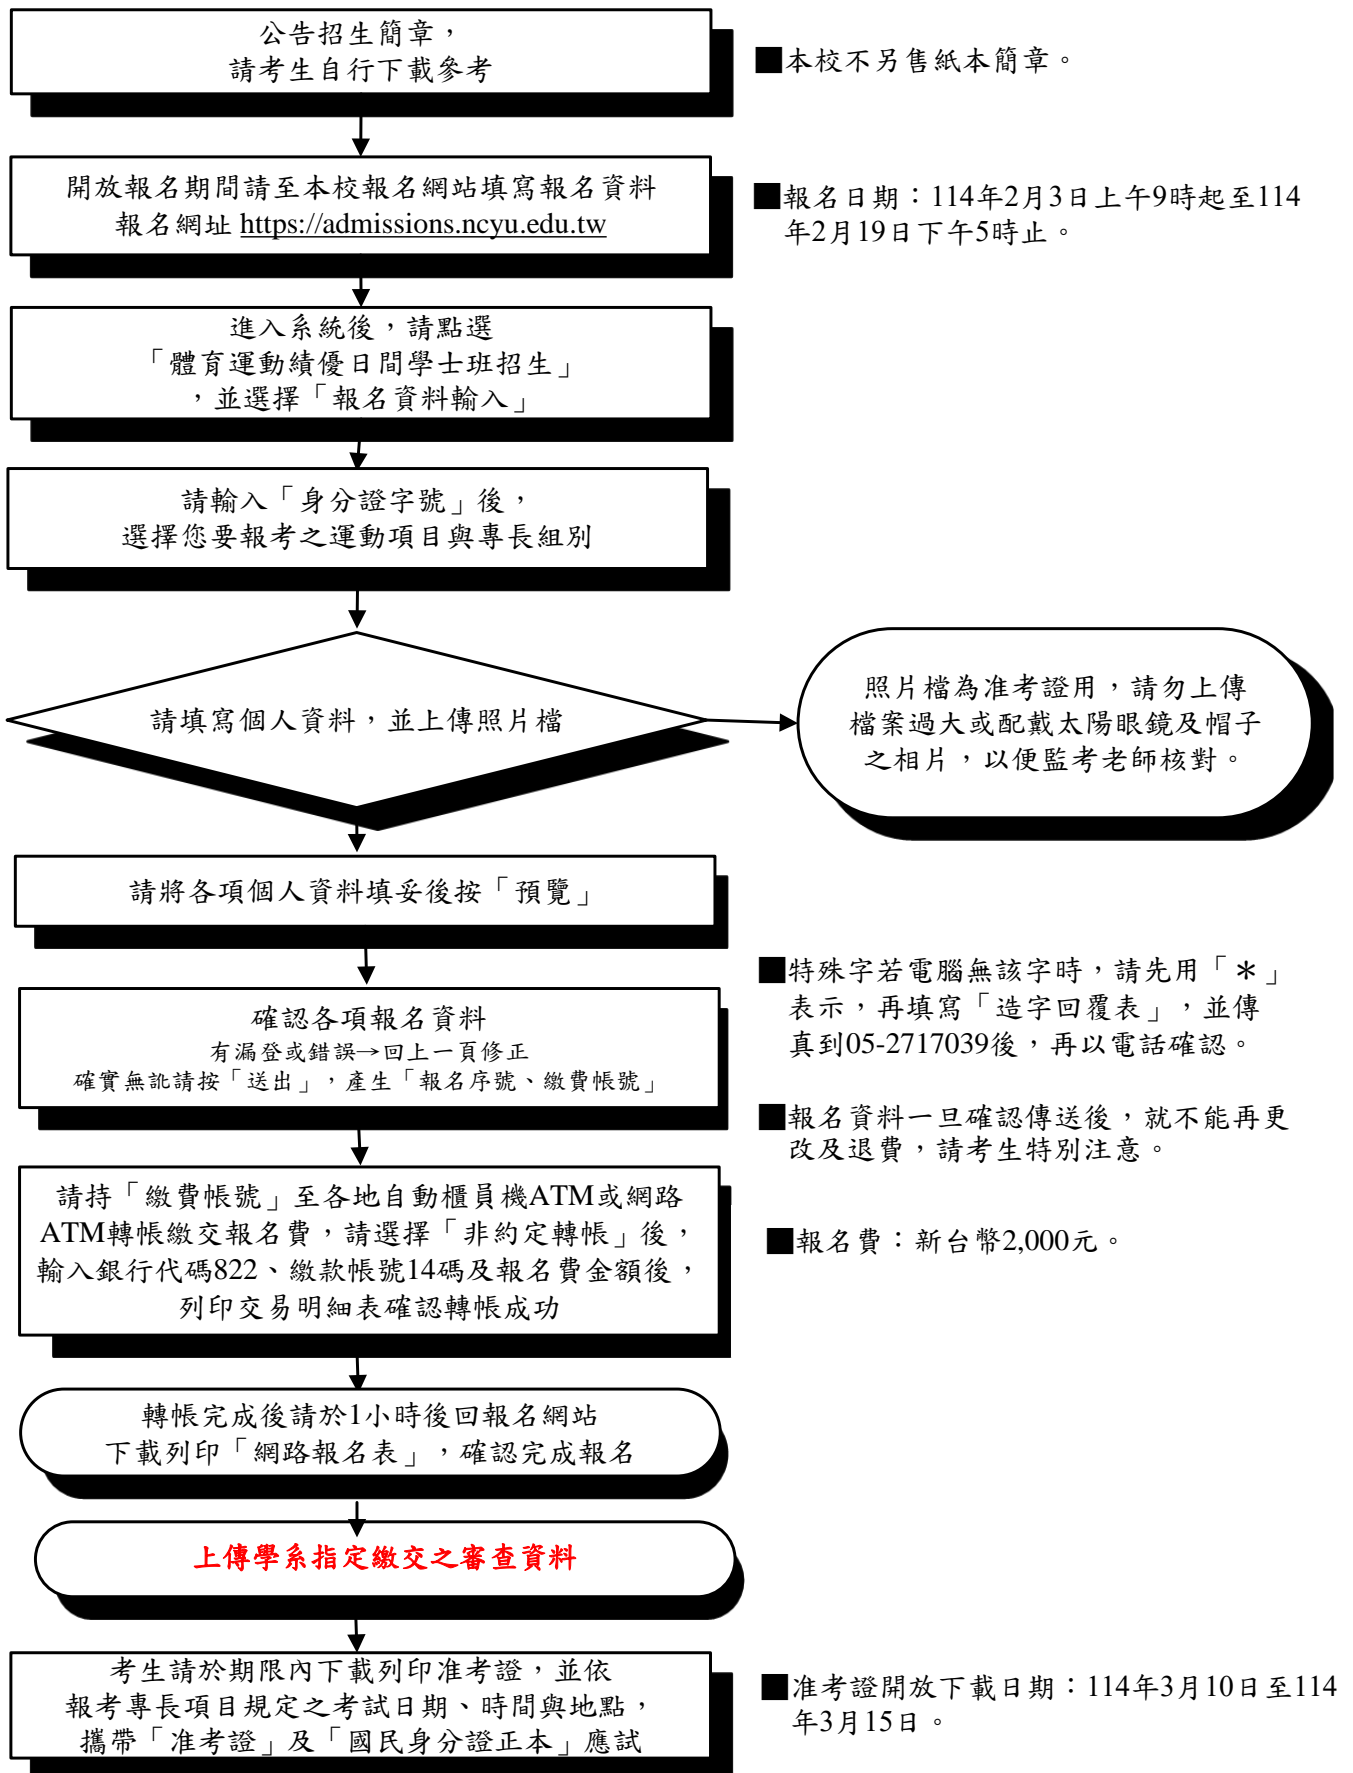 公告招生簡章，
請考生自行下載參考
■本校不另售紙本簡章。
開放報名期間請至本校報名網站填寫報名資料
報名網址 https://admissions.ncyu.edu.tw
■報名日期：114年2月3日上午9時起至114
年2月19日下午5時止。
進入系統後，請點選
「體育運動績優日間學士班招生」
，並選擇「報名資料輸入」
請輸入「身分證字號」後，
選擇您要報考之運動項目與專長組別
請填寫個人資料，並上傳照片檔
照片檔為准考證用，請勿上傳
檔案過大或配戴太陽眼鏡及帽子
之相片，以便監考老師核對。
請將各項個人資料填妥後按「預覽」
■特殊字若電腦無該字時，請先用「＊」
表示，再填寫「造字回覆表」，並傳
真到05-2717039後，再以電話確認。
確認各項報名資料
有漏登或錯誤→回上一頁修正
確實無訛請按「送出」，產生「報名序號、繳費帳號」
■報名資料一旦確認傳送後，就不能再更
改及退費，請考生特別注意。
請持「繳費帳號」至各地自動櫃員機ATM或網路
ATM轉帳繳交報名費，請選擇「非約定轉帳」後，
輸入銀行代碼822、繳款帳號14碼及報名費金額後，
列印交易明細表確認轉帳成功
■報名費：新台幣2,000元。
轉帳完成後請於1小時後回報名網站
下載列印「網路報名表」，確認完成報名
上傳學系指定繳交之審查資料
考生請於期限內下載列印准考證，並依
報考專長項目規定之考試日期、時間與地點，
攜帶「准考證」及「國民身分證正本」應試
■准考證開放下載日期：114年3月10日至114
年3月15日。